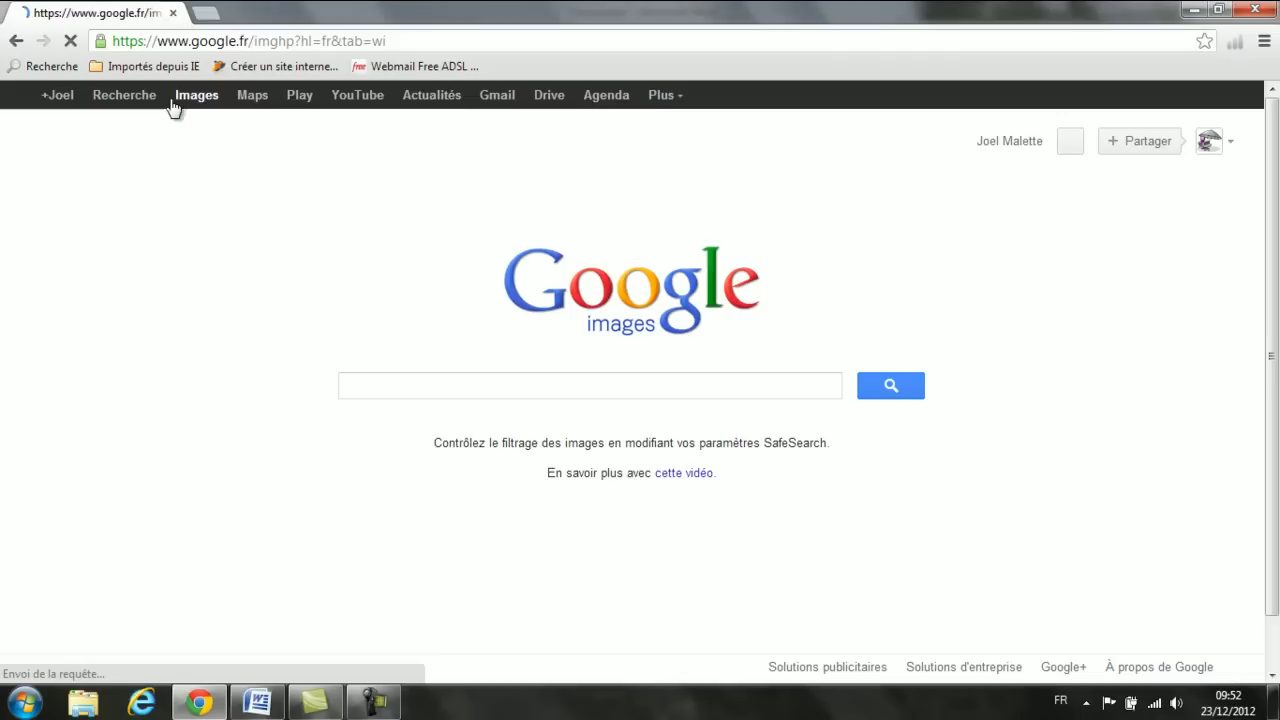 https://www.google.fr/im
https://www.google.fr/imghp?hl=fr&tab=wi
Recherche Importés depuis IE Créer un site interne... free Webmail Free ADSL ...
+Joel Recherche Images Maps Play YouTube Actualités Gmail Drive Agenda Plus
Joel Malette + Partager
Google
images
Contrôlez le filtrage des images en modifiant vos paramètres SafeSearch.
En savoir plus avec cette vidéo.
Solutions publicitaires Solutions d'entreprise Google+ À propos de Google
Envoi de la requête...
FR 09:52
23/12/2012